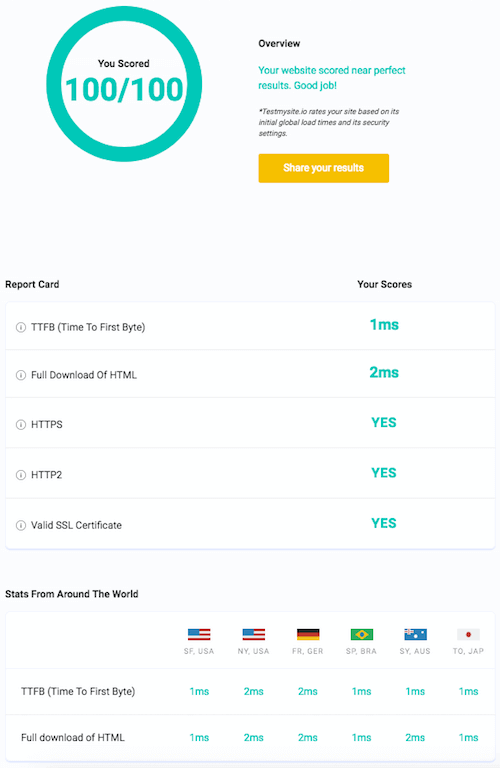 You Scored
100/100
Overview
Your website scored near perfect
results. Good job!
*Testmysite.io rates your site based on its
initial global load times and its security
settings.
Share your results
Report Card Your Scores
TTFB (Time To First Byte) 1ms
Full Download Of HTML 2ms
HTTPS YES
HTTP2 YES
Valid SSL Certificate YES
Stats From Around The World
SF, USA NY, USA FR, GER SP, BRA SY, AUS TO, JAP
TTFB (Time To First Byte) 1ms 2ms 2ms 1ms 1ms 1ms
Full download of HTML 1ms 2ms 2ms 1ms 2ms 1ms